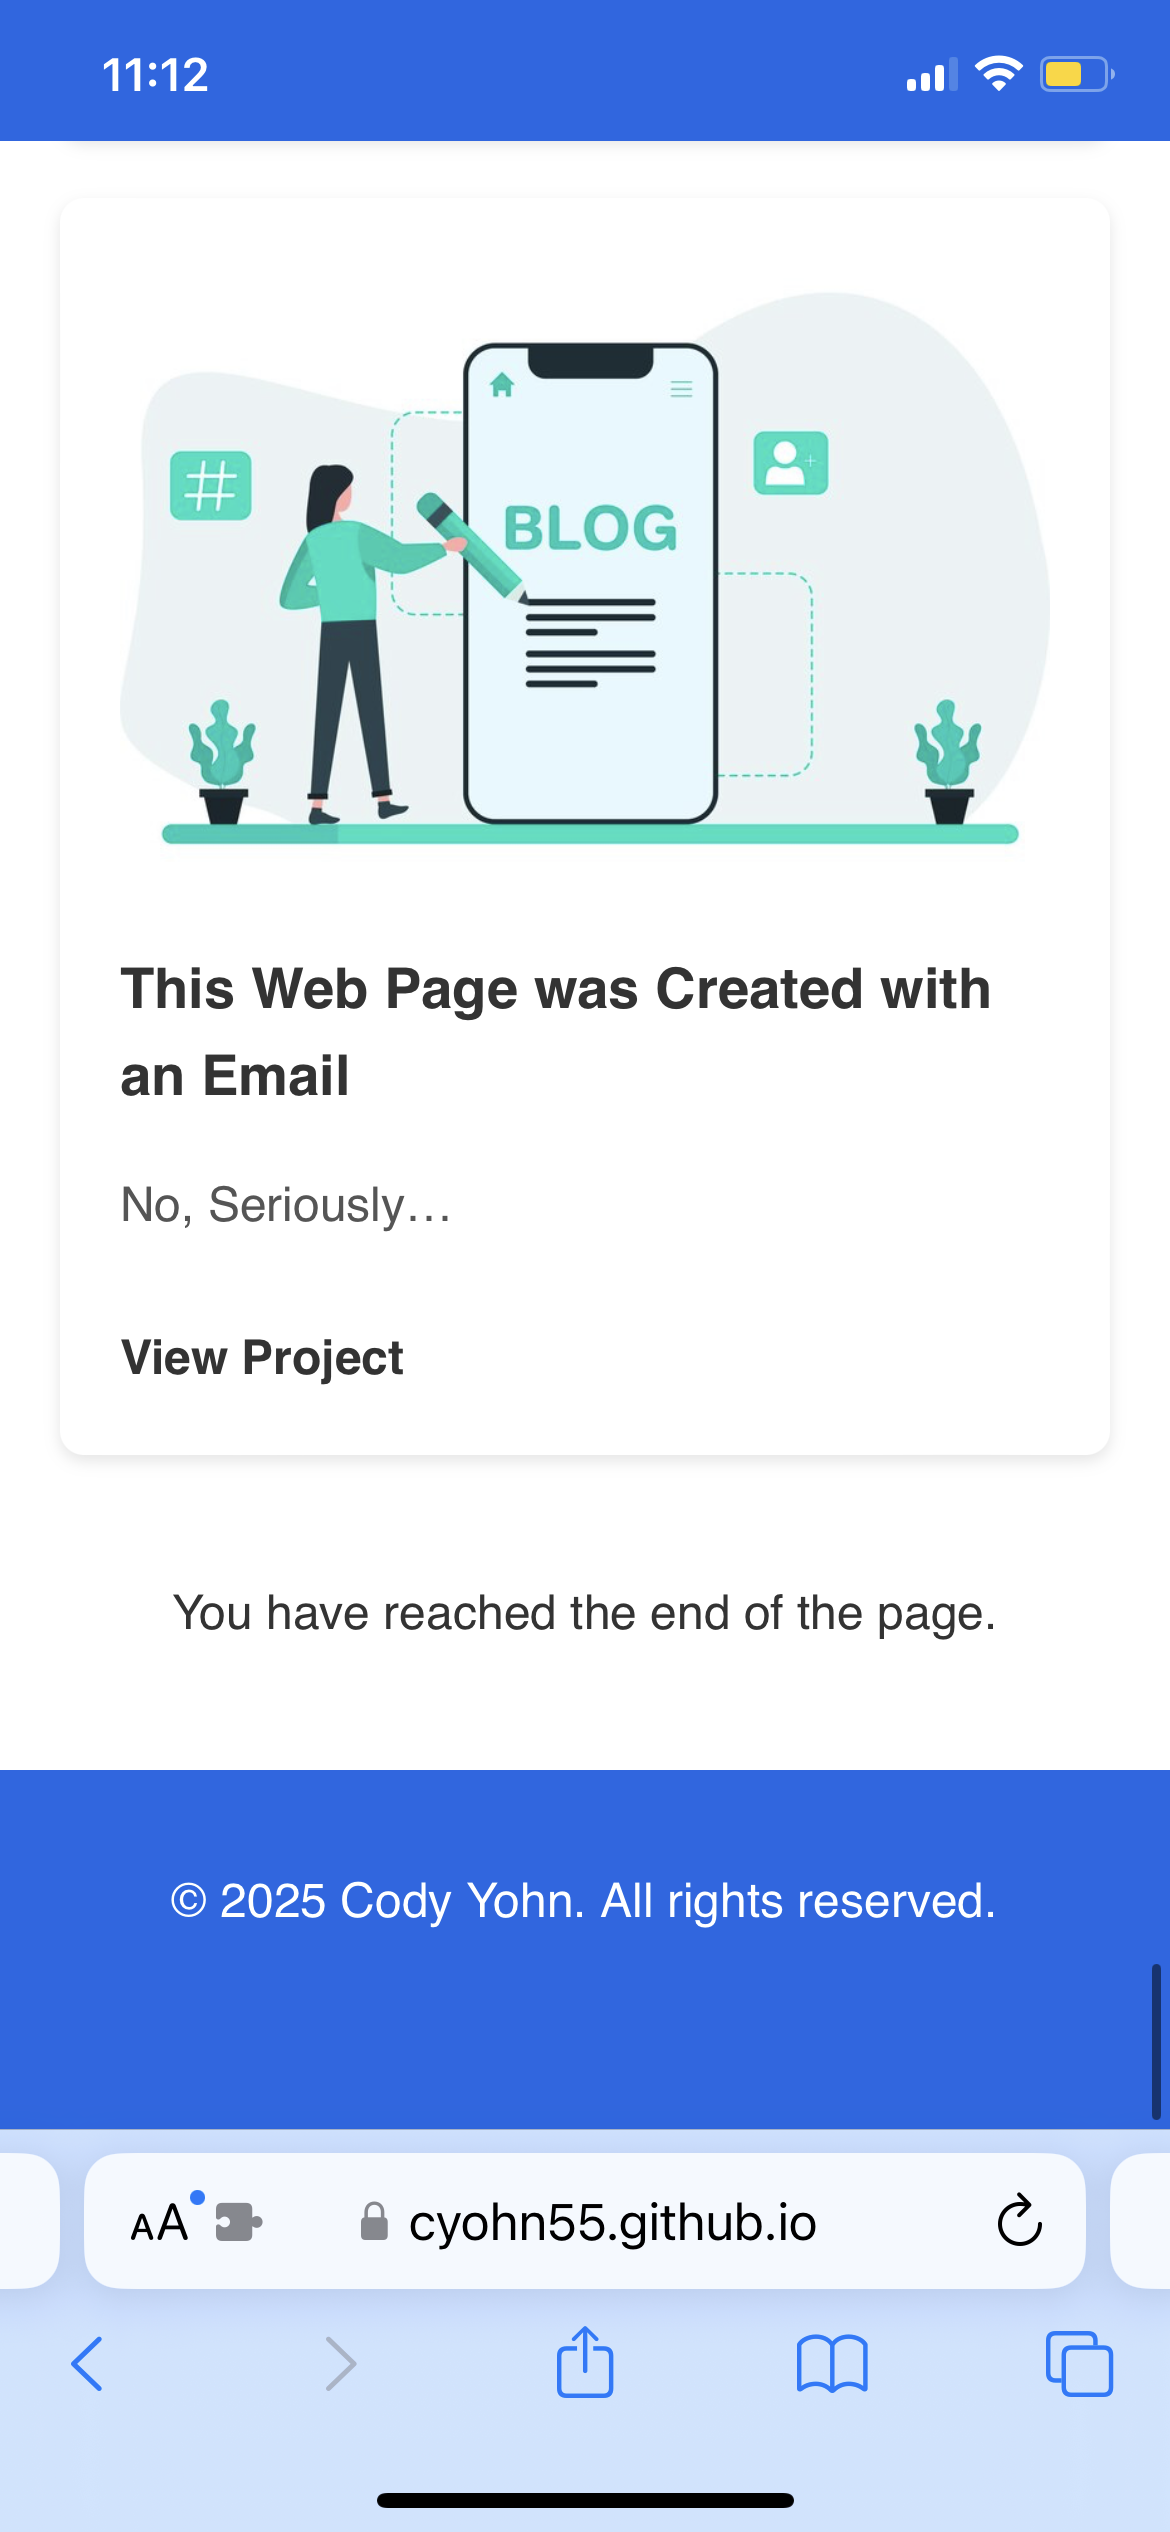 11:12
#
BLOG
This Web Page was Created with
an Email
No, Seriously...
View Project
You have reached the end of the page.
© 2025 Cody Yohn. All rights reserved.
AA
cyohn55.github.io